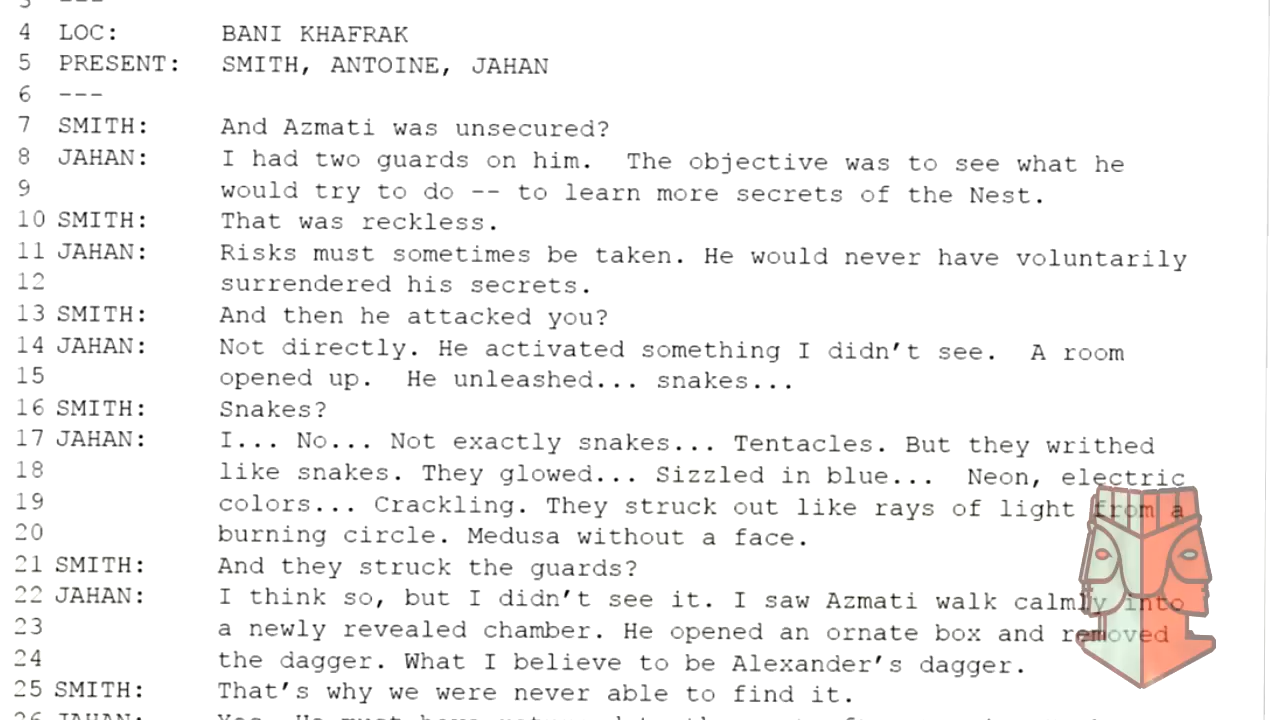 3 ---
4 LOC: BANI KHAFRAK
5 PRESENT: SMITH, ANTOINE, JAHAN
6 ---
7 SMITH: And Azmati was unsecured?
8 JAHAN: I had two guards on him. The objective was to see what he
9 would try to do -- to learn more secrets of the Nest.
10 SMITH: That was reckless.
11 JAHAN: Risks must sometimes be taken. He would never have voluntarily
12 surrendered his secrets.
13 SMITH: And then he attacked you?
14 JAHAN: Not directly. He activated something I didn't see. A room
15 opened up. He unleashed... snakes...
16 SMITH: Snakes?
17 JAHAN: I... No... Not exactly snakes... Tentacles. But they writhed
18 like snakes. They glowed... Sizzled in blue... Neon, electric
19 colors... Crackling. They struck out like rays of light from a
20 burning circle. Medusa without a face.
21 SMITH: And they struck the guards?
22 JAHAN: I think so, but I didn't see it. I saw Azmati walk calmly into
23 a newly revealed chamber. He opened an ornate box and removed
24 the dagger. What I believe to be Alexander's dagger.
25 SMITH: That's why we were never able to find it.
26 JAHAN: